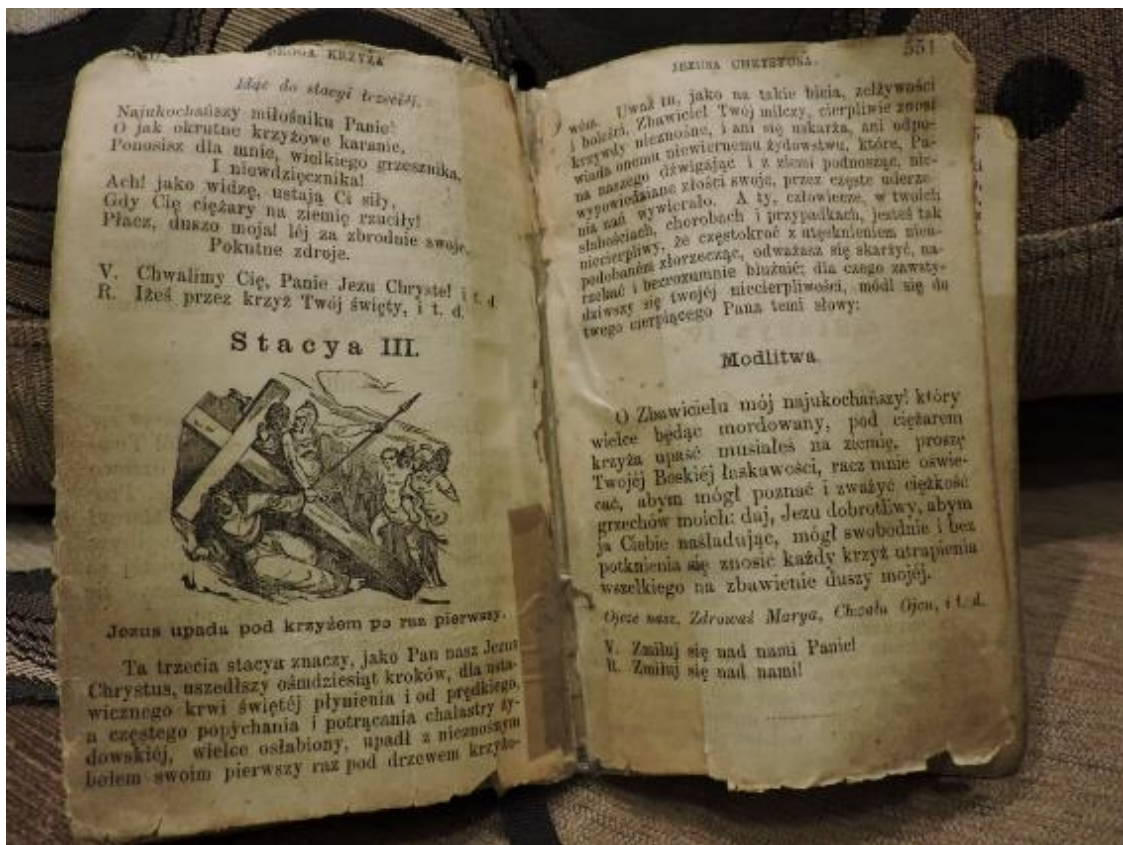 DROGA KRZYŻA
Idąc do stacyi trzeciéj.
Najukochańszy miłośniku Panie!
O jak okrutne krzyżowe karanie,
Ponosisz dla mnie, wielkiego grzesznika,
I niewdzięcznika!
Ach! jako widzę, ustają Ci siły,
Gdy Cię ciężary na ziemię rzuciły!
Płacz, duszo moja! léj za zbrodnie swoje,
Pokutne zdroje.
V. Chwalimy Cię, Panie Jezu Chryste! i t. d.
R. Iżeś przez krzyż Twój święty, i t. d.
Stacya III.
Jezus upada pod krzyżem po raz pierwszy.
Ta trzecia stacya znaczy, jako Pan nasz Jezus
Chrystus, uszedłszy ośmdziesiąt kroków, dla usta-
wicznego krwi świętéj płynienia i od prędkiego,
a częstego popychania i potrącania chałastry ży-
dowskiéj, wielce osłabiony, upadł z nieznośnym
bolem swoim pierwszy raz pod drzewem krzyżo-
JEZUSA CHRYSTUSA.
551
wém. Uważ tu, jako na takie bicia, zelżywości
i boleści, Zbawiciel Twój milczy, cierpliwie znosi
krzywdy nieznośne, i ani się uskarża, ani odpo-
wiada onemu niewiernemu żydowstwu, które, Pa-
na naszego dźwigając i z ziemi podnosząc, nie-
wypowiedziane złości swoje, przez częste uderze-
nia nań wywierało. A ty, człowiecze, w twoich
słabościach, chorobach i przypadkach, jesteś tak
niecierpliwy, że częstokroć z utęsknieniem nieu-
podobaném złorzecząc, odważasz się skarżyć, na-
rzekać i bezrozumnie bluźnić; dla czego zawsty-
dziwszy się twojéj niecierpliwości, módl się do
twego cierpiącego Pana temi słowy:
Modlitwa
O Zbawicielu mój najukochańszy! który
wielce będąc mordowany, pod ciężarem
krzyża upaść musiałeś na ziemię, proszę
Twojéj Boskiéj łaskawości, racz mnie oświe-
cać, abym mógł poznać i zważyć ciężkość
grzechów moich: daj, Jezu dobrotliwy, abym
ja Ciebie naśladując, mógł swobodnie i bez
potknienia się znosić każdy krzyż utrapienia
wszelkiego na zbawienie duszy mojéj.
Ojcze nasz, Zdrowaś Marya, Chwała Ojcu, i t. d.
V. Zmiłuj się nad nami Panie!
R. Zmiłuj się nad nami!